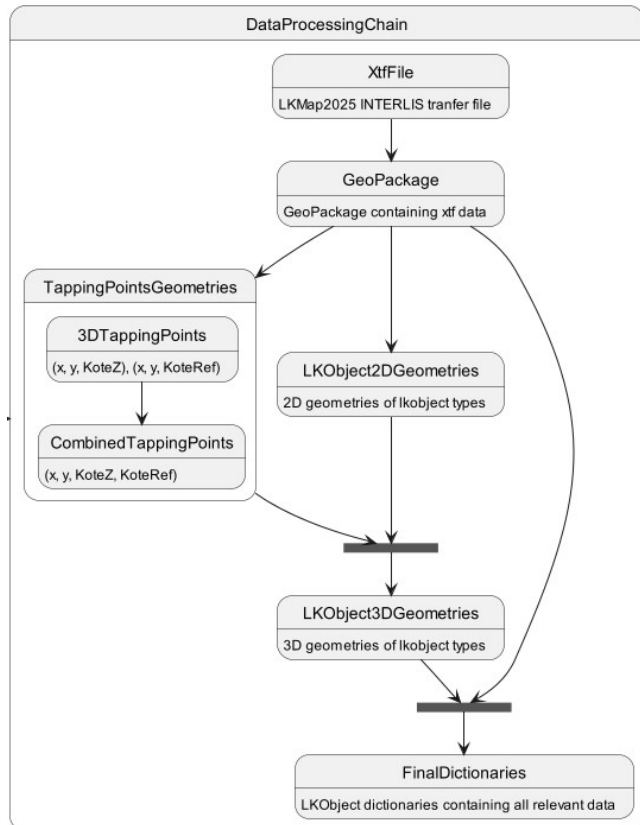 DataProcessingChain
XtfFile
LKMap2025 INTERLIS tranfer file
GeoPackage
GeoPackage containing xtf data
TappingPointsGeometries
3DTappingPoints
(x, y, KoteZ), (x, y, KoteRef)
CombinedTappingPoints
(x, y, KoteZ, KoteRef)
LKObject2DGeometries
2D geometries of lkobject types
LKObject3DGeometries
3D geometries of lkobject types
FinalDictionaries
LKObject dictionaries containing all relevant data